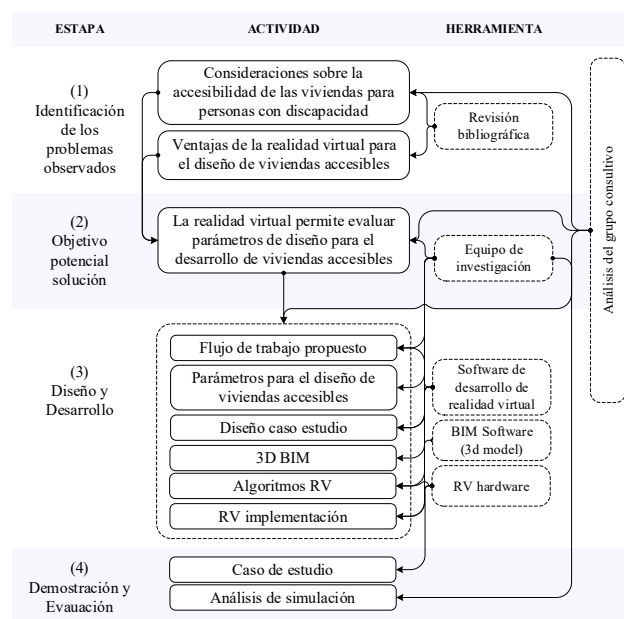 ESTAPA
ACTIVIDAD
HERRAMIENTA
(1)
Identificación
de los
problemas
observados
Consideraciones sobre la
accesibilidad de las viviendas para
personas con discapacidad
Ventajas de la realidad virtual para
el diseño de viviendas accesibles
Revisión
bibliográfica
Análisis del grupo consultivo
(2)
Objetivo
potencial
solución
La realidad virtual permite evaluar
parámetros de diseño para el
desarrollo de viviendas accesibles
Equipo de
investigación
(3)
Diseño y
Desarrollo
Flujo de trabajo propuesto
Parámetros para el diseño de
viviendas accesibles
Diseño caso estudio
3D BIM
Algoritmos RV
RV implementación
Software de
desarrollo de
realidad virtual
BIM Software
(3d model)
RV hardware
(4)
Demostración y
Evauación
Caso de estudio
Análisis de simulación